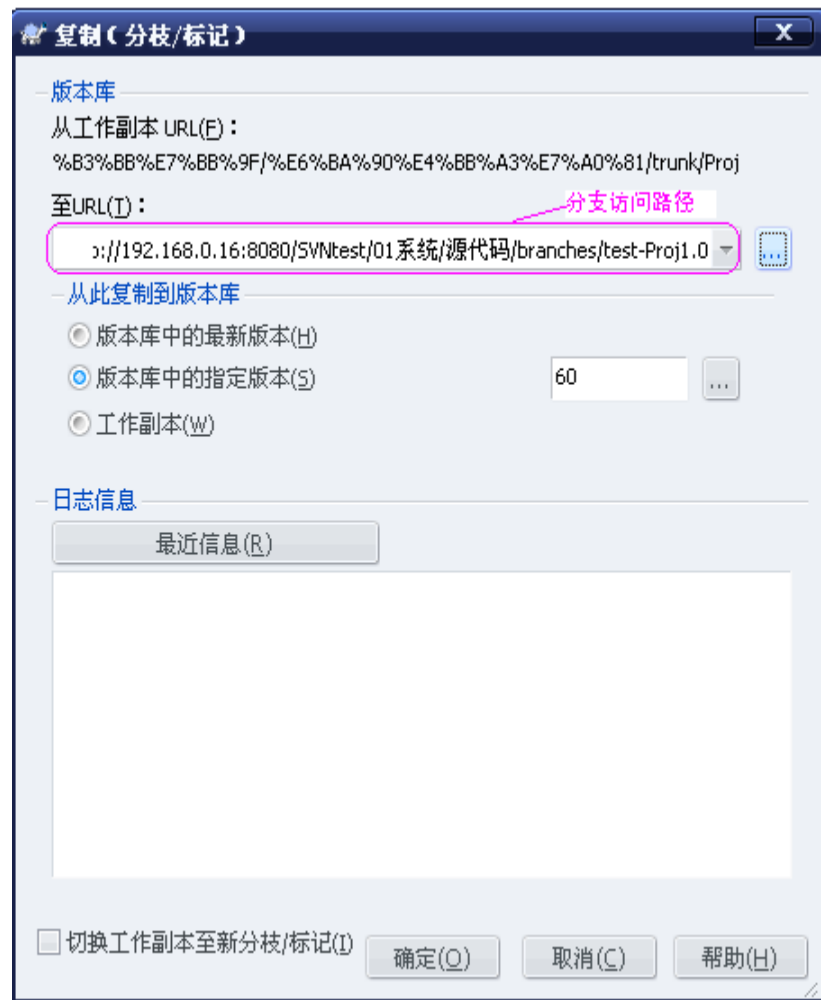 复制(分枝/标记)
版本库
从工作副本 URL(F):
%B3%BB%E7%BB%9F/%E6%BA%90%E4%BB%A3%E7%A0%81/trunk/Proj
至URL(T):
分支访问路径
://192.168.0.16:8080/SVNtest/01系统/源代码/branches/test-Proj1.0
...
从此复制到版本库
版本库中的最新版本(H)
版本库中的指定版本(S)
60
...
工作副本(W)
日志信息
最近信息(R)
切换工作副本至新分枝/标记(I)
确定(O)
取消(C)
帮助(H)